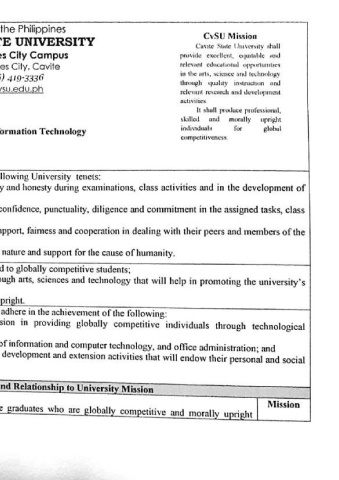 the Philippines
TE UNIVERSITY
es City Campus
es City, Cavite
) 419-3336
vsu.edu.ph
ormation Technology
CvSU Mission
Cavite State University shall
provide excellent, equitable and
relevant educational opportunities
in the arts, science and technology
through quality instruction and
relevant research and development
activities.
It shall produce professional,
skilled and morally upright
individuals for global
competitiveness.
llowing University tenets:
y and honesty during examinations, class activities and in the development of
confidence, punctuality, diligence and commitment in the assigned tasks, class
upport, fairness and cooperation in dealing with their peers and members of the
nature and support for the cause of humanity.
d to globally competitive students;
ugh arts, sciences and technology that will help in promoting the university's
pright.
adhere in the achievement of the following:
sion in providing globally competitive individuals through technological
of information and computer technology, and office administration; and
development and extension activities that will endow their personal and social
nd Relationship to University Mission
Mission
e graduates who are globally competitive and morally upright